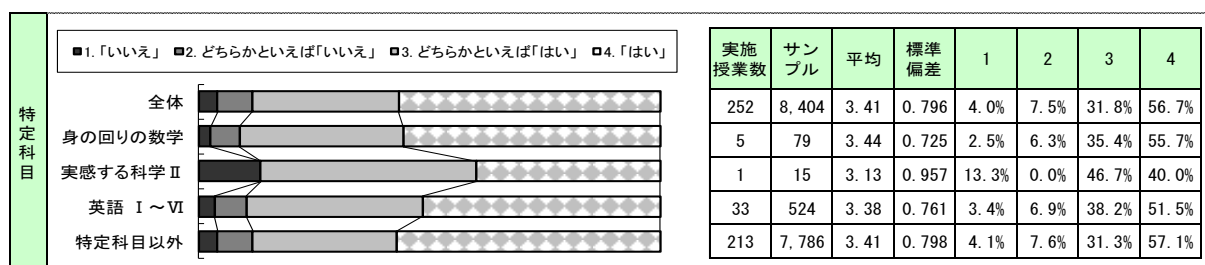 特定科目
■1.「いいえ」 ■2. どちらかといえば「いいえ」 ■3. どちらかといえば「はい」 □4.「はい」
全体
身の回りの数学
実感する科学Ⅱ
英語 Ⅰ～Ⅵ
特定科目以外
実施授業数 サンプル 平均 標準偏差 1 2 3 4
252 8,404 3.41 0.796 4.0% 7.5% 31.8% 56.7%
5 79 3.44 0.725 2.5% 6.3% 35.4% 55.7%
1 15 3.13 0.957 13.3% 0.0% 46.7% 40.0%
33 524 3.38 0.761 3.4% 6.9% 38.2% 51.5%
213 7,786 3.41 0.798 4.1% 7.6% 31.3% 57.1%